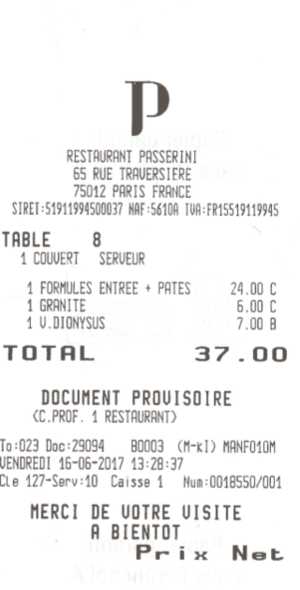 P
RESTAURANT PASSERINI
65 RUE TRAVERSIERE
75012 PARIS FRANCE
SIRET:51911994500037 NAF:5610A TVA:FR15519119945
TABLE 8
1 COUVERT SERVEUR
1 FORMULES ENTREE + PATES 24.00 C
1 GRANITE 6.00 C
1 V.DIONYSUS 7.00 B
TOTAL 37.00
DOCUMENT PROVISOIRE
(C.PROF. 1 RESTAURANT)
To:023 Doc:29094 B0003 (M-kI) MANF010M
VENDREDI 16-06-2017 13:28:37
Cle 127-Serv:10 Caisse 1 Num:0018550/001
MERCI DE VOTRE VISITE
A BIENTOT
Prix Net